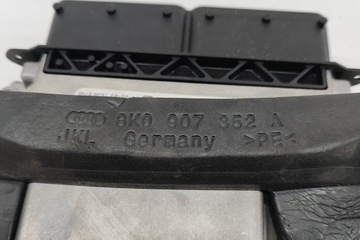 8K0 907 352 A
JKL Germany >PE<